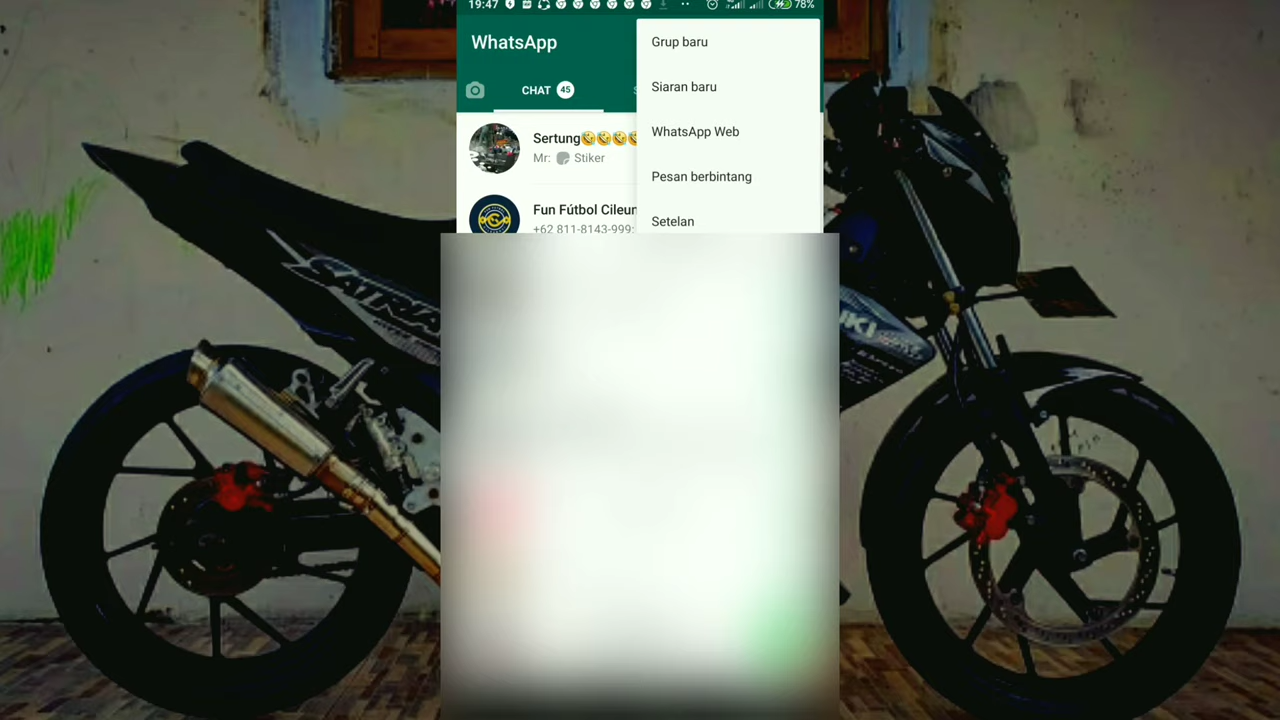 19:47
78%
WhatsApp
CHAT 45
Grup baru
Siaran baru
WhatsApp Web
Pesan berbintang
Setelan
Sertung🤣🤣🤣
Mr: Stiker
Fun Fútbol Cileun
+62 811-8143-999:
SATRIA